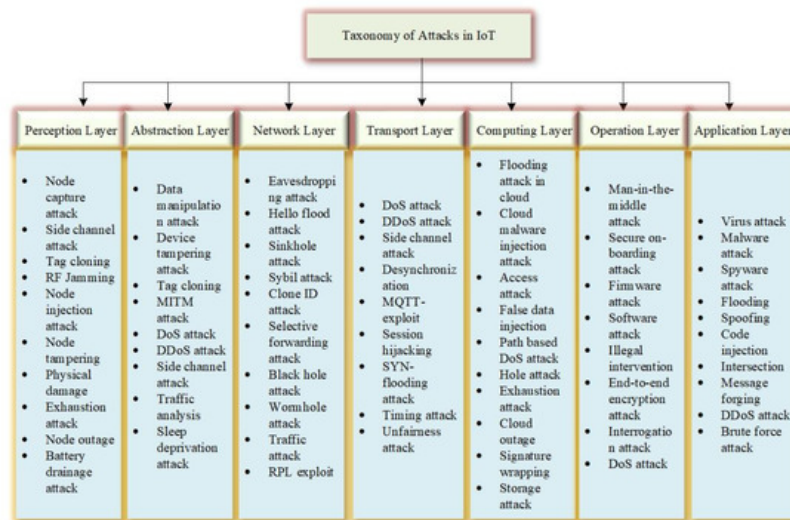 Taxonomy of Attacks in IoT
Perception Layer
• Node
capture
attack
• Side channel
attack
• Tag cloning
• RF Jamming
• Node
injection
attack
• Node
tampering
• Physical
damage
• Exhaustion
attack
• Node outage
• Battery
drainage
attack
Abstraction Layer
• Data
manipulatio
n attack
• Device
tampering
attack
• Tag cloning
• MITM
attack
• DoS attack
• DDoS attack
• Side channel
attack
• Traffic
analysis
• Sleep
deprivation
attack
Network Layer
• Eavesdroppi
ng attack
• Hello flood
attack
• Sinkhole
attack
• Sybil attack
• Clone ID
attack
• Selective
forwarding
attack
• Black hole
attack
• Wormhole
attack
• Traffic
attack
• RPL exploit
Transport Layer
• DoS attack
• DDoS attack
• Side channel
attack
• Desynchroniz
ation
• MQTT-
exploit
• Session
hijacking
• SYN-
flooding
attack
• Timing attack
• Unfairness
attack
Computing Layer
• Flooding
attack in
cloud
• Cloud
malware
injection
attack
• Access
attack
• False data
injection
• Path based
DoS attack
• Hole attack
• Exhaustion
attack
• Cloud
outage
• Signature
wrapping
• Storage
attack
Operation Layer
• Man-in-the-
middle
attack
• Secure on-
boarding
attack
• Firmware
attack
• Software
attack
• Illegal
intervention
• End-to-end
encryption
attack
• Interrogatio
n attack
• DoS attack
Application Layer
• Virus attack
• Malware
attack
• Spyware
attack
• Flooding
• Spoofing
• Code
injection
• Intersection
• Message
forging
• DDoS attack
• Brute force
attack